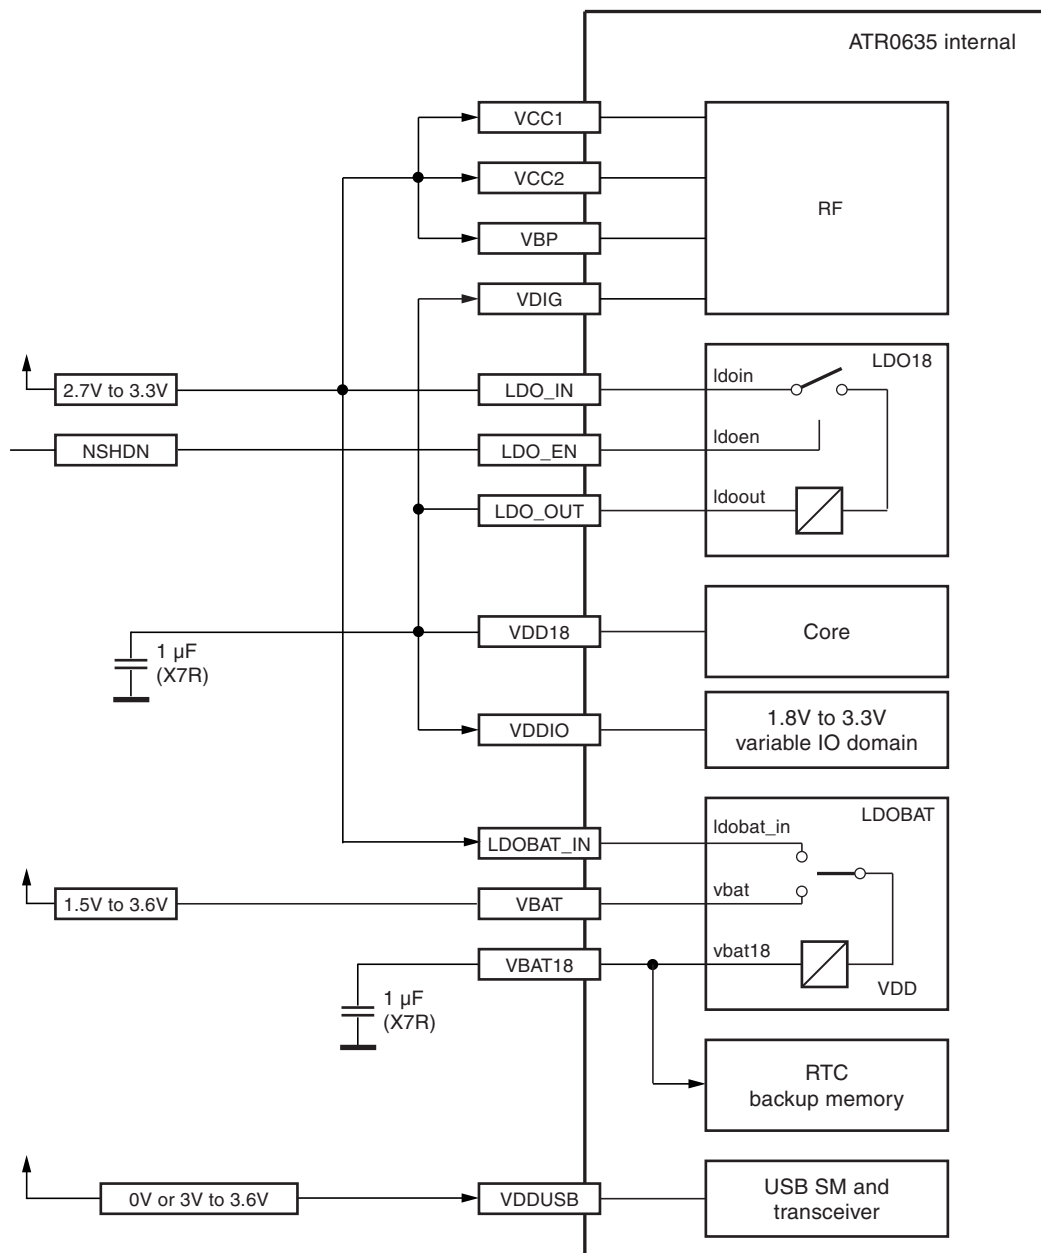 ATR0635 internal
VCC1
VCC2
RF
VBP
VDIG
LDO18
2.7V to 3.3V
LDO_IN
ldoin
NSHDN
LDO_EN
ldoen
LDO_OUT
ldoout
VDD18
Core
1 µF
(X7R)
VDDIO
1.8V to 3.3V
variable IO domain
LDOBAT
LDOBAT_IN
ldobat_in
1.5V to 3.6V
VBAT
vbat
VBAT18
vbat18
VDD
1 µF
(X7R)
RTC
backup memory
0V or 3V to 3.6V
VDDUSB
USB SM and
transceiver